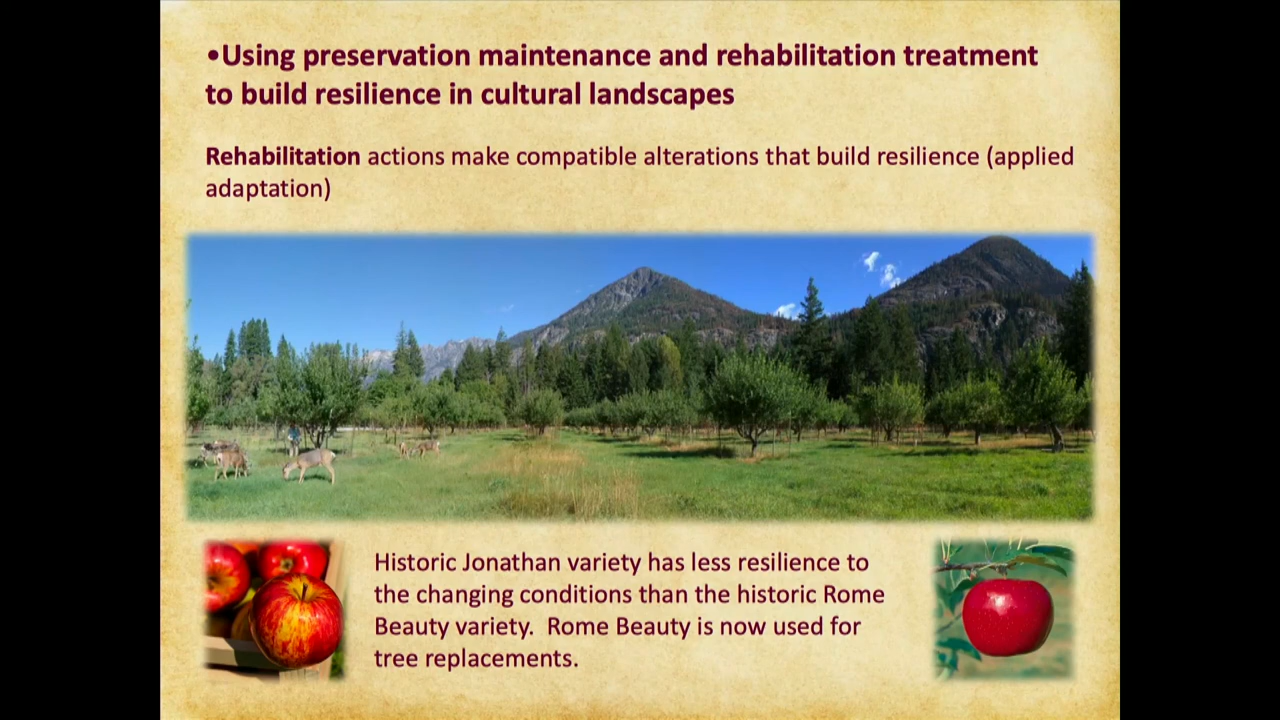 •Using preservation maintenance and rehabilitation treatment
to build resilience in cultural landscapes
Rehabilitation actions make compatible alterations that build resilience (applied
adaptation)
Historic Jonathan variety has less resilience to
the changing conditions than the historic Rome
Beauty variety.  Rome Beauty is now used for
tree replacements.